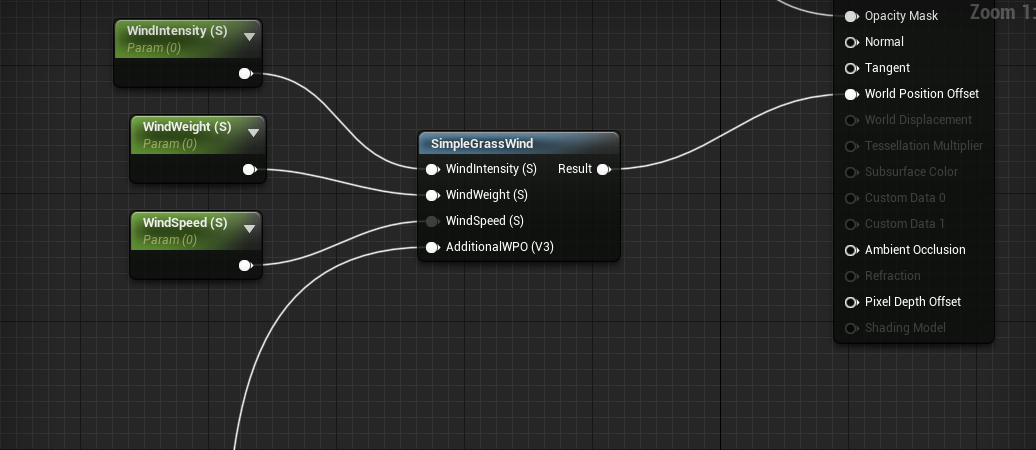 Zoom 1:
WindIntensity (S)
Param (0)
WindWeight (S)
Param (0)
WindSpeed (S)
Param (0)
SimpleGrassWind
WindIntensity (S) Result
WindWeight (S)
WindSpeed (S)
AdditionalWPO (V3)
Opacity Mask
Normal
Tangent
World Position Offset
World Displacement
Tessellation Multiplier
Subsurface Color
Custom Data 0
Custom Data 1
Ambient Occlusion
Refraction
Pixel Depth Offset
Shading Model